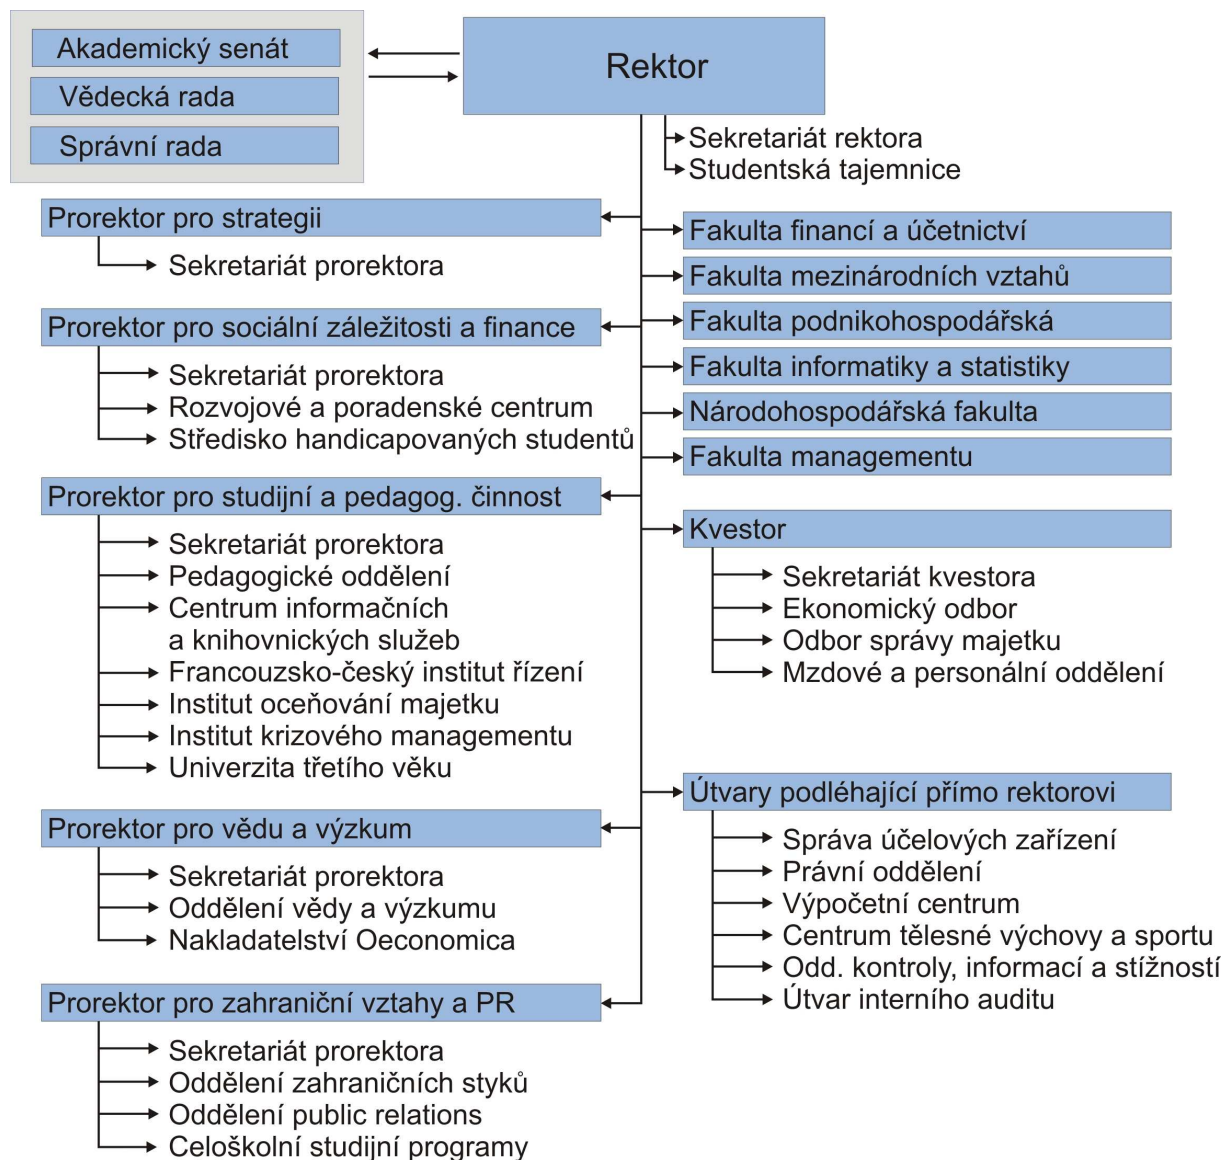 Akademický senát
Vědecká rada
Správní rada
Rektor
Sekretariát rektora
Studentská tajemnice
Prorektor pro strategii
Sekretariát prorektora
Prorektor pro sociální záležitosti a finance
Sekretariát prorektora
Rozvojové a poradenské centrum
Středisko handicapovaných studentů
Prorektor pro studijní a pedagog. činnost
Sekretariát prorektora
Pedagogické oddělení
Centrum informačních
a knihovnických služeb
Francouzsko-český institut řízení
Institut oceňování majetku
Institut krizového managementu
Univerzita třetího věku
Prorektor pro vědu a výzkum
Sekretariát prorektora
Oddělení vědy a výzkumu
Nakladatelství Oeconomica
Prorektor pro zahraniční vztahy a PR
Sekretariát prorektora
Oddělení zahraničních styků
Oddělení public relations
Celoškolní studijní programy
Fakulta financí a účetnictví
Fakulta mezinárodních vztahů
Fakulta podnikohospodářská
Fakulta informatiky a statistiky
Národohospodářská fakulta
Fakulta managementu
Kvestor
Sekretariát kvestora
Ekonomický odbor
Odbor správy majetku
Mzdové a personální oddělení
Útvary podléhající přímo rektorovi
Správa účelových zařízení
Právní oddělení
Výpočetní centrum
Centrum tělesné výchovy a sportu
Odd. kontroly, informací a stížností
Útvar interního auditu